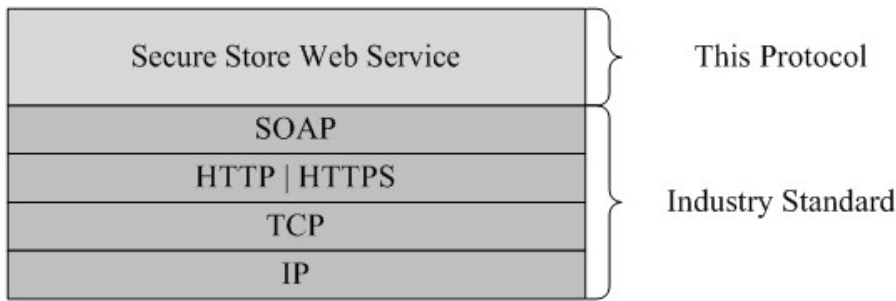 Secure Store Web Service
This Protocol
SOAP
HTTP | HTTPS
TCP
IP
Industry Standard